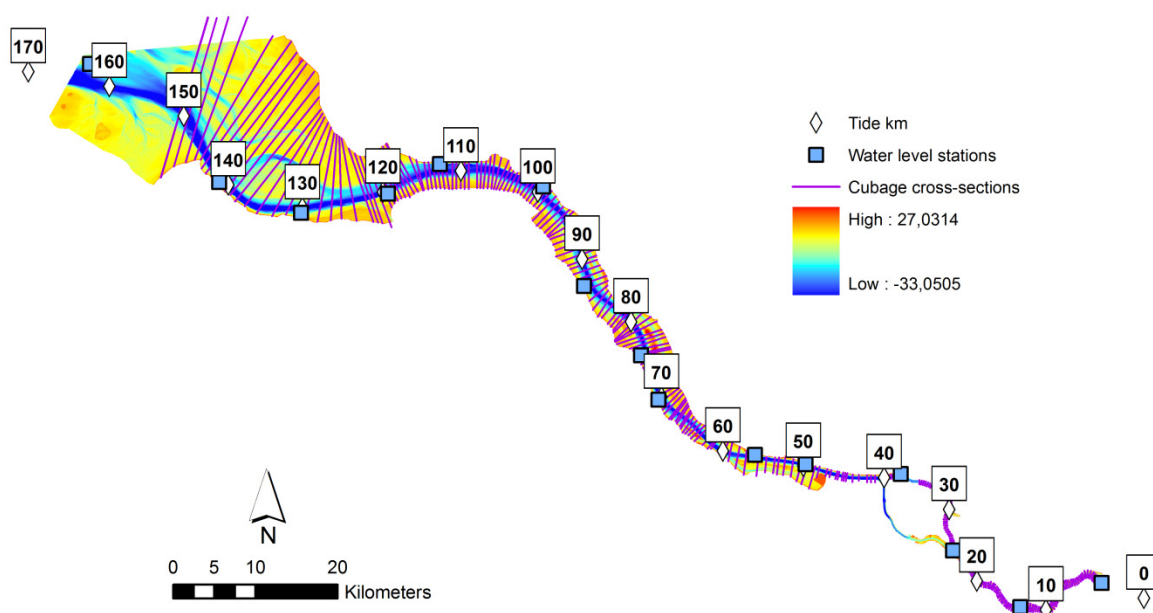 170
160
150
140
130
120
110
100
90
80
70
60
50
40
30
20
10
0
Tide km
Water level stations
Cubage cross-sections
High : 27,0314
Low : -33,0505
N
0 5 10 20
Kilometers